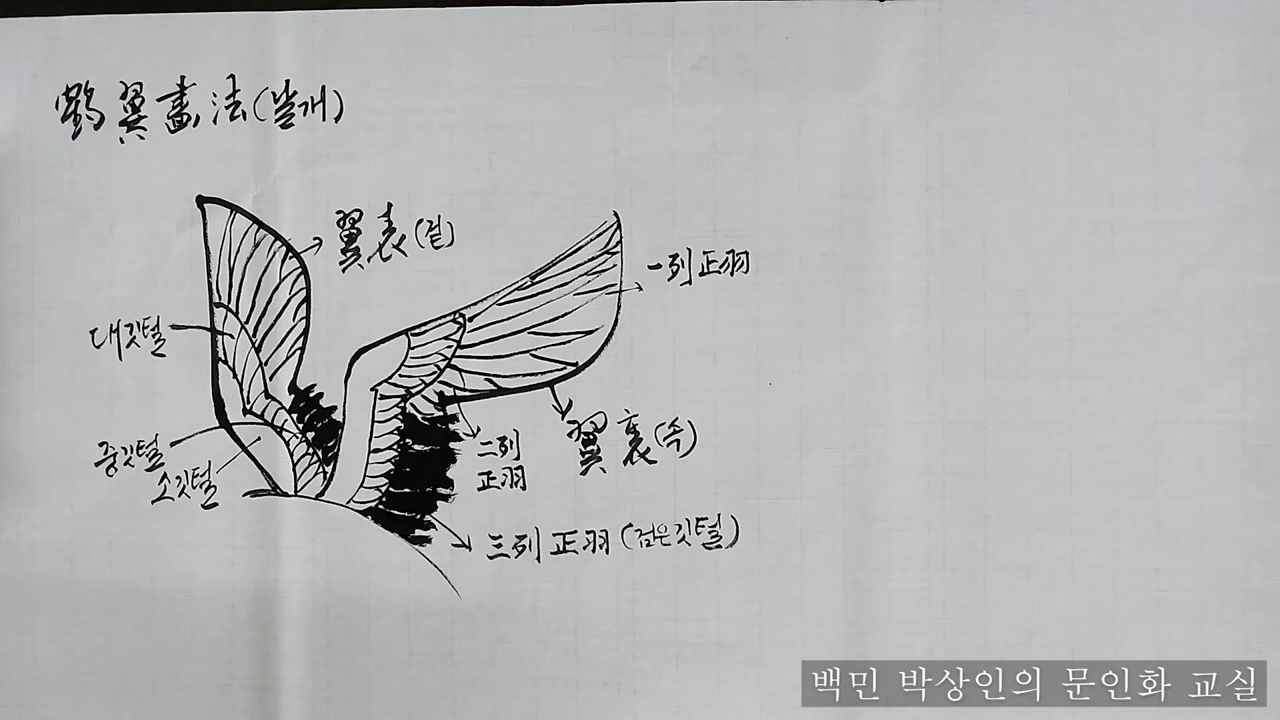 鶴翼畵法(날개)
翼表(겉)
一列正羽
대깃털
중깃털
소깃털
翼裏(속)
二列
正羽
三列正羽(검은깃털)
백민 박상인의 문인화 교실